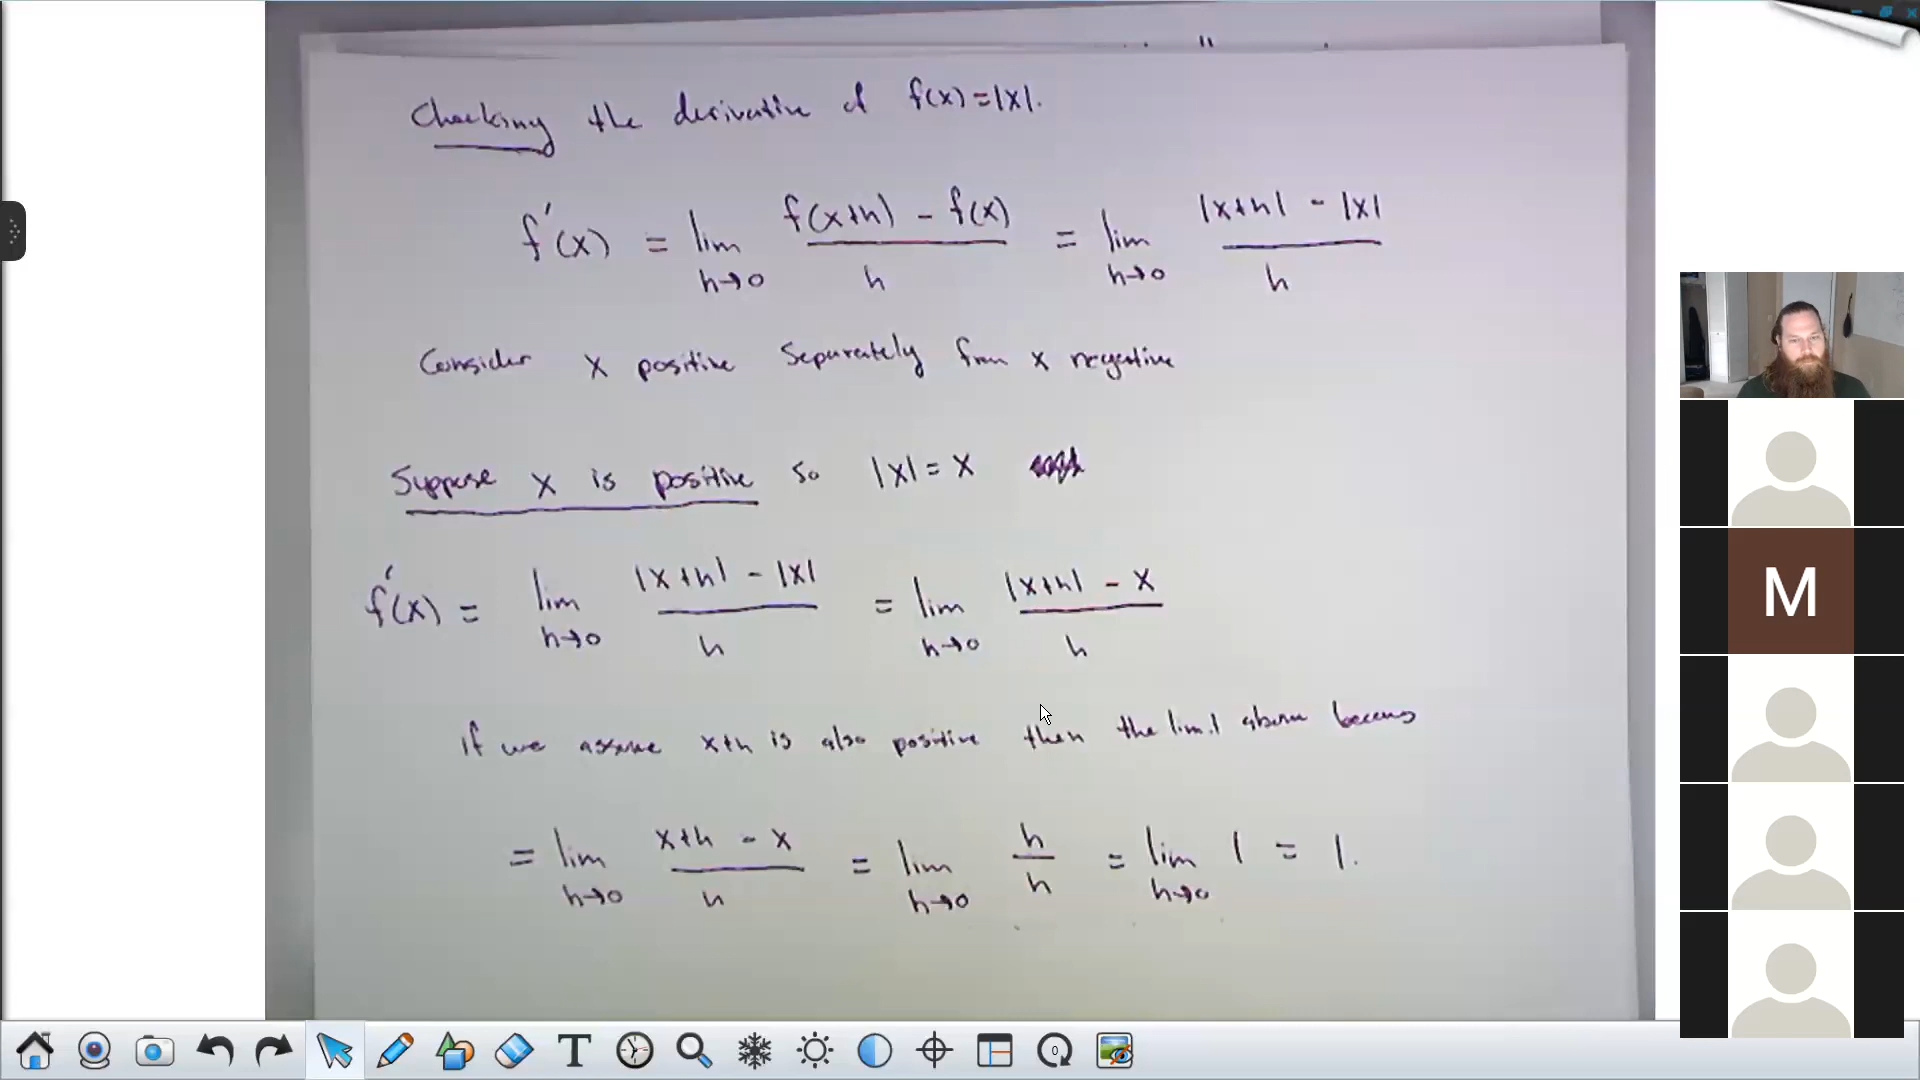 Checking the derivative of f(x)=|x|.
f'(x) = lim h→0 f(x+h) - f(x) / h = lim h→0 |x+h| - |x| / h
Consider x positive separately from x negative
Suppose x is positive so |x| = x
f'(x) = lim h→0 |x+h| - |x| / h = lim h→0 |x+h| - x / h
if we assume x+h is also positive then the limit above becomes
= lim h→0 x+h - x / h = lim h→0 h / h = lim h→0 1 = 1.
M
T
0